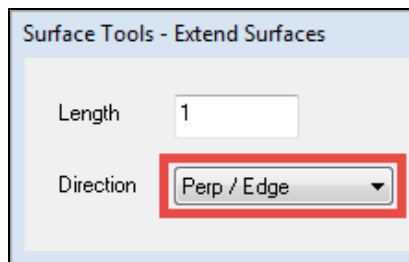 Surface Tools - Extend Surfaces
Length 1
Direction Perp / Edge